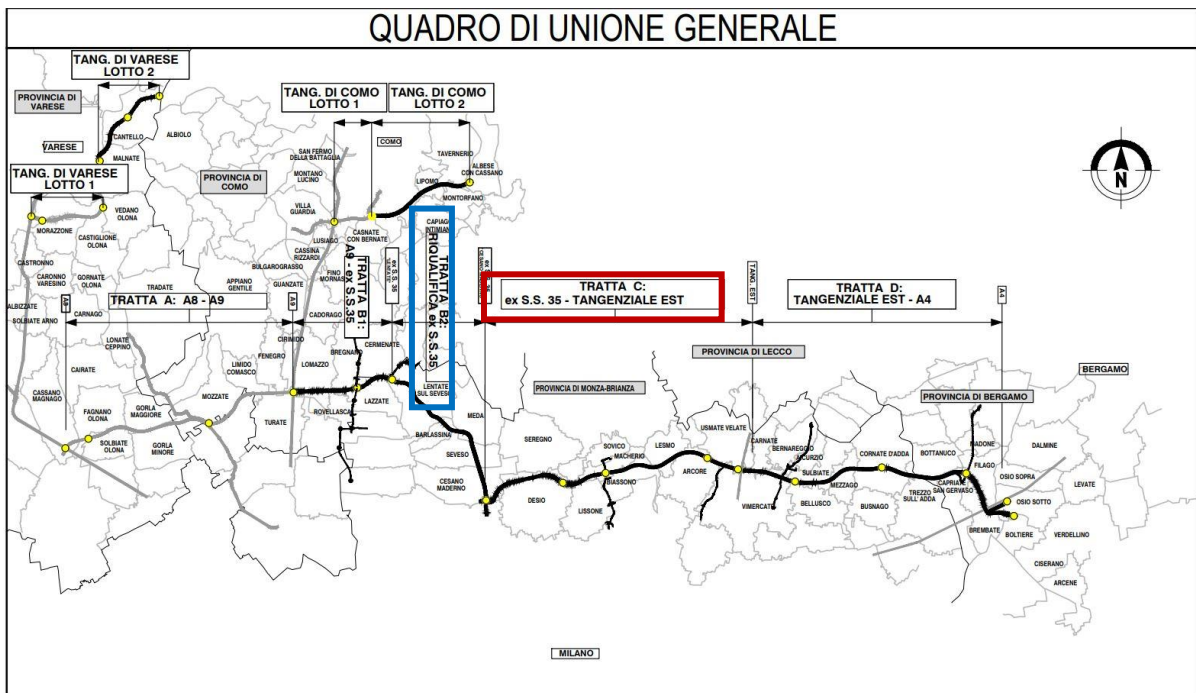 QUADRO DI UNIONE GENERALE
TANG. DI VARESE
LOTTO 2
PROVINCIA DI
VARESE
CANTELLO
ALBIOLO
VARESE
MALNATE
TANG. DI VARESE
LOTTO 1
PROVINCIA DI
COMO
VEDANO
OLONA
MORAZZONE
CASTIGLIONE
OLONA
CASTRONNO
CARONNO
VARESINO
GORNATE
OLONA
TANG. DI COMO
LOTTO 1
TANG. DI COMO
LOTTO 2
COMO
SAN FERMO
DELLA BATTAGLIA
TAVERNERIO
ALBESE
CON CASSANO
MONTANO
LUCINO
LIPOMO
MONTORFANO
VILLA
GUARDIA
CASNATE
CON BERNATE
LUSIAGO
CAPIAGO
INTIMIANO
CASSINA
RIZZARDI
BULGAROGRASSO
FINO
MORNASCO
TRADATE
APPIANO
GENTILE
GUANZATE
ALBIZZATE
SOLBIATE ARNO
CARNAGO
A8
TRATTA A: A8 - A9
A9
TRATTA B1:
A9 - ex S.S.35
ex S.S. 35
TRATTA B2:
RIQUALIFICA ex S.S.35
ex S.S. 35
TRATTA C:
ex S.S. 35 - TANGENZIALE EST
TANG. EST
TRATTA D:
TANGENZIALE EST - A4
A4
N
CADORAGO
CIRIMIDO
CERMENATE
LONATE
CEPPINO
FENEGRO
BREGNANO
LOMAZZO
LIMIDO
COMASCO
CAIRATE
CASSANO
MAGNAGO
MOZZATE
LAZZATE
LENTATE
SUL SEVESO
ROVELLASCA
FAGNANO
OLONA
GORLA
MAGGIORE
TURATE
SOLBIATE
OLONA
GORLA
MINORE
BARLASSINA
MEDA
SEVESO
CESANO
MADERNO
PROVINCIA DI LECCO
PROVINCIA DI MONZA-BRIANZA
BERGAMO
PROVINCIA DI BERGAMO
SEREGNO
SOVICO
MACHERIO
LESMO
USMATE VELATE
CARNATE
BERNAREGGIO
AICURZIO
SULBIATE
CORNATE D'ADDA
BOTTANUCO
MADONE
FILAGO
DALMINE
OSIO SOPRA
LEVATE
DESIO
BIASSONO
ARCORE
MEZZAGO
CAPRIATE
SAN GERVASO
OSIO SOTTO
LISSONE
VIMERCATE
BELLUSCO
BUSNAGO
TREZZO
SULL' ADDA
BREMBATE
BOLTIERE
VERDELLINO
CISERANO
ARCENE
MILANO